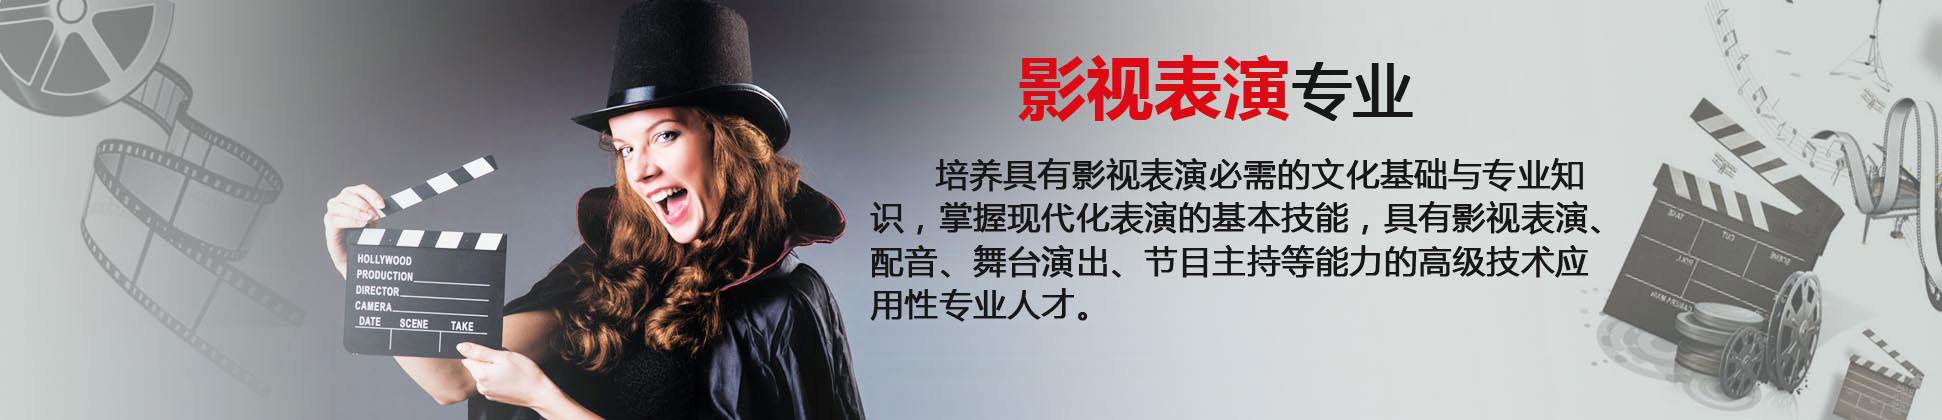 影视表演专业
培养具有影视表演必需的文化基础与专业知
识，掌握现代化表演的基本技能，具有影视表演、
配音、舞台演出、节目主持等能力的高级技术应
用性专业人才。
HOLLYWOOD
PRODUCTION
DIRECTOR
CAMERA
DATE SCENE TAKE